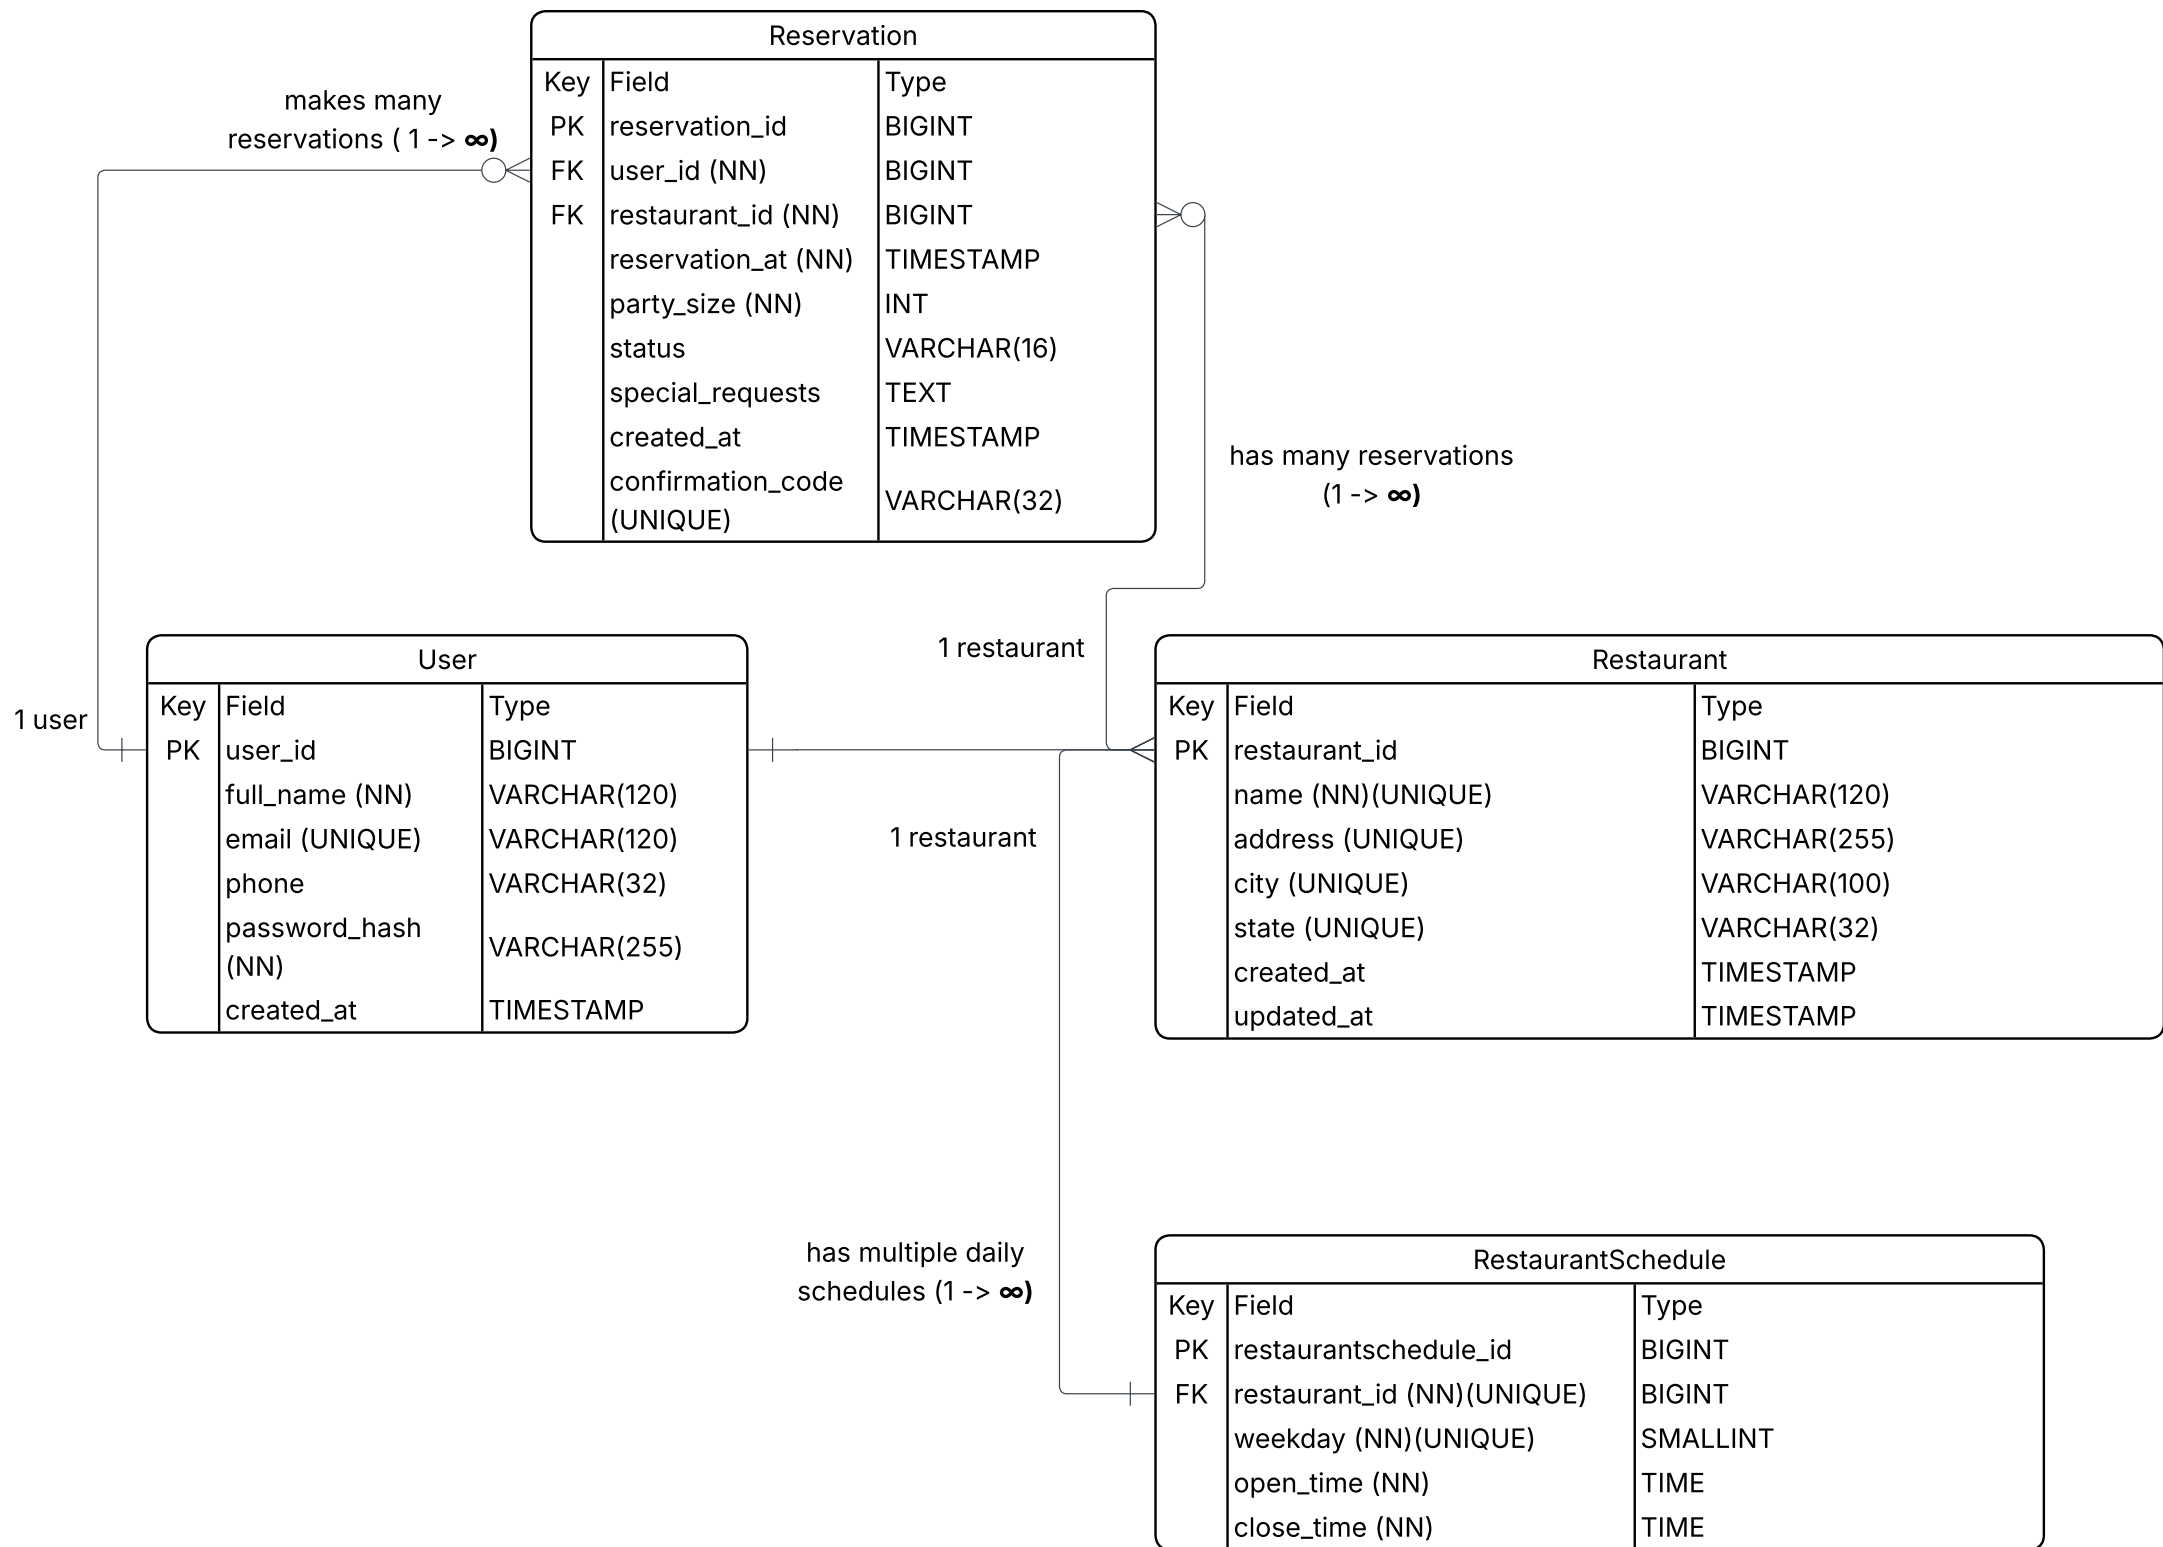 Reservation
Key Field Type
PK reservation_id BIGINT
FK user_id (NN) BIGINT
FK restaurant_id (NN) BIGINT
reservation_at (NN) TIMESTAMP
party_size (NN) INT
status VARCHAR(16)
special_requests TEXT
created_at TIMESTAMP
confirmation_code
(UNIQUE) VARCHAR(32)
makes many
reservations ( 1 -> ∞)
has many reservations
(1 -> ∞)
1 user
1 restaurant
User
Key Field Type
PK user_id BIGINT
full_name (NN) VARCHAR(120)
email (UNIQUE) VARCHAR(120)
phone VARCHAR(32)
password_hash
(NN) VARCHAR(255)
created_at TIMESTAMP
1 restaurant
Restaurant
Key Field Type
PK restaurant_id BIGINT
name (NN)(UNIQUE) VARCHAR(120)
address (UNIQUE) VARCHAR(255)
city (UNIQUE) VARCHAR(100)
state (UNIQUE) VARCHAR(32)
created_at TIMESTAMP
updated_at TIMESTAMP
has multiple daily
schedules (1 -> ∞)
RestaurantSchedule
Key Field Type
PK restaurantschedule_id BIGINT
FK restaurant_id (NN)(UNIQUE) BIGINT
weekday (NN)(UNIQUE) SMALLINT
open_time (NN) TIME
close_time (NN) TIME